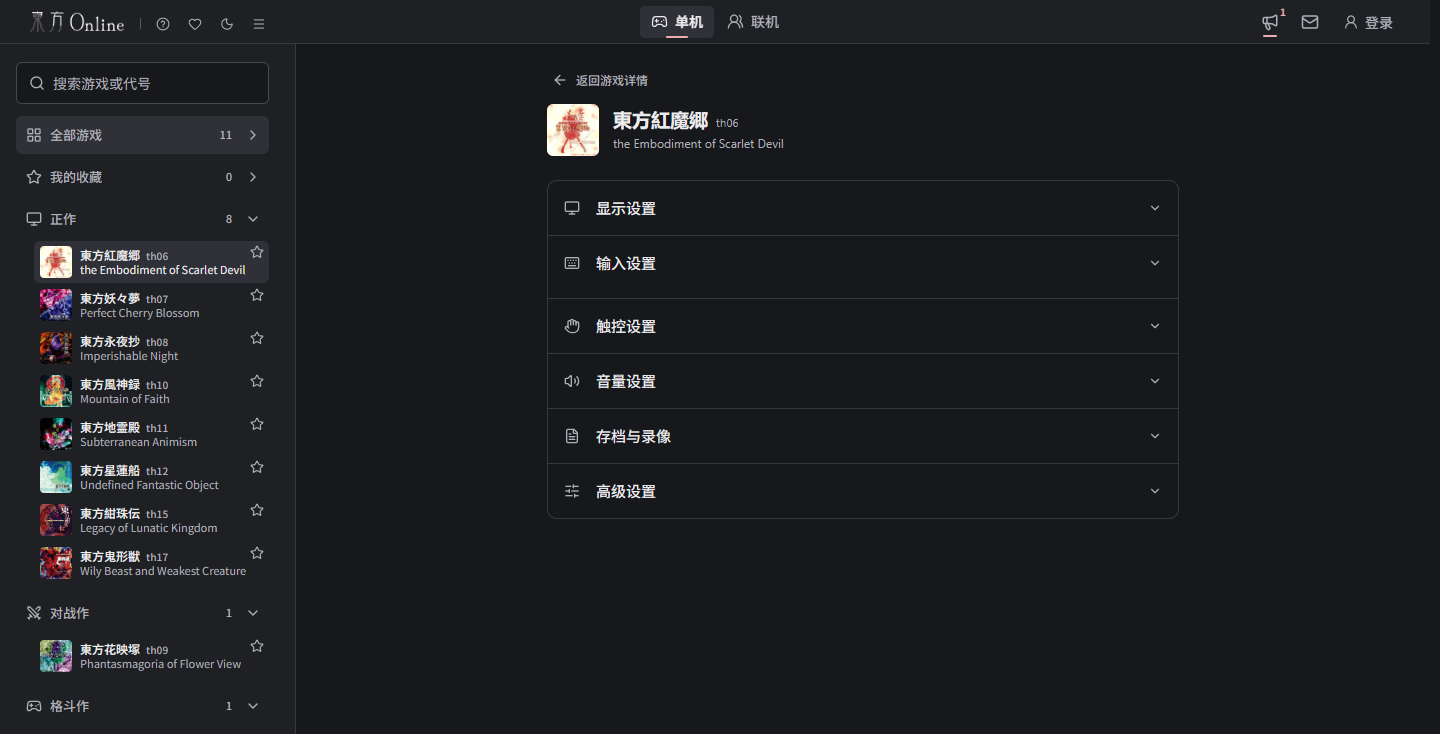 東方Online
单机
联机
1
登录
搜索游戏或代号
全部游戏 11
我的收藏 0
正作 8
東方紅魔郷 th06
the Embodiment of Scarlet Devil
東方妖々夢 th07
Perfect Cherry Blossom
東方永夜抄 th08
Imperishable Night
東方風神録 th10
Mountain of Faith
東方地霊殿 th11
Subterranean Animism
東方星蓮船 th12
Undefined Fantastic Object
東方紺珠伝 th15
Legacy of Lunatic Kingdom
東方鬼形獣 th17
Wily Beast and Weakest Creature
对战作 1
東方花映塚 th09
Phantasmagoria of Flower View
格斗作 1
返回游戏详情
東方紅魔郷 th06
the Embodiment of Scarlet Devil
显示设置
输入设置
触控设置
音量设置
存档与录像
高级设置